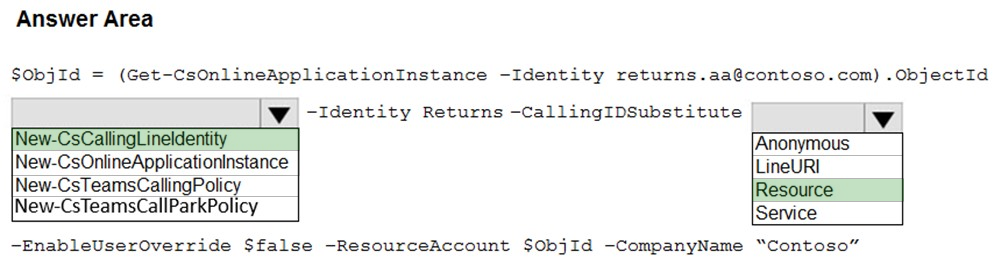 Answer Area
$ObjId = (Get-CsOnlineApplicationInstance –Identity returns.aa@contoso.com).ObjectId
–Identity Returns –CallingIDSubstitute
New-CsCallingLineIdentity
New-CsOnlineApplicationInstance
New-CsTeamsCallingPolicy
New-CsTeamsCallParkPolicy
Anonymous
LineURI
Resource
Service
–EnableUserOverride $false –ResourceAccount $ObjId –CompanyName “Contoso”